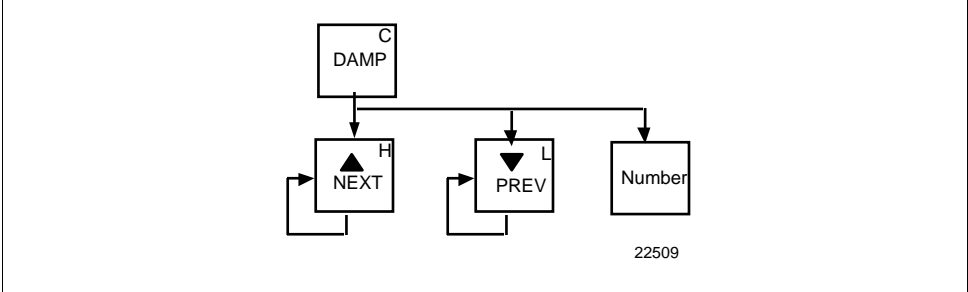 C
DAMP
H
▲
NEXT
L
▼
PREV
Number
22509